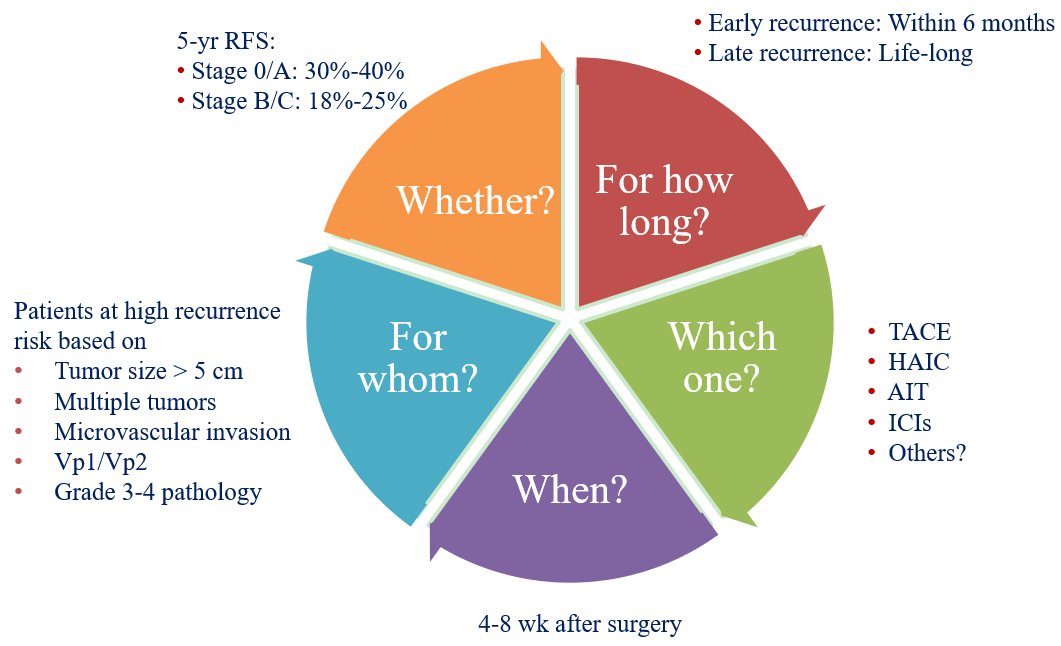 5-yr RFS:
• Stage 0/A: 30%-40%
• Stage B/C: 18%-25%
• Early recurrence: Within 6 months
• Late recurrence: Life-long
Whether?
For how
long?
Patients at high recurrence
risk based on
• Tumor size > 5 cm
• Multiple tumors
• Microvascular invasion
• Vp1/Vp2
• Grade 3-4 pathology
For
whom?
Which
one?
• TACE
• HAIC
• AIT
• ICIs
• Others?
When?
4-8 wk after surgery